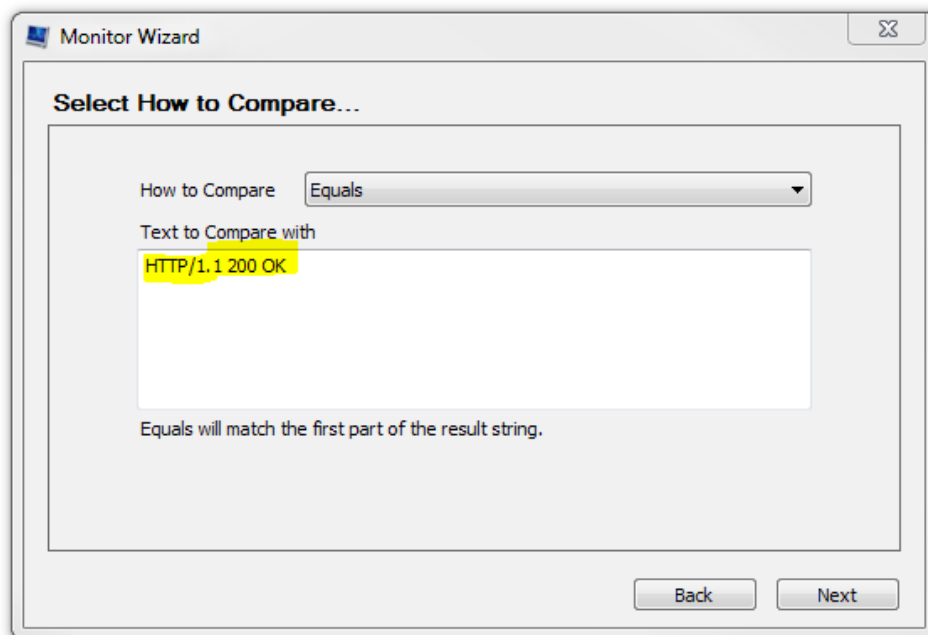 Monitor Wizard
Select How to Compare...
How to Compare Equals
Text to Compare with
HTTP/1.1 200 OK
Equals will match the first part of the result string.
Back Next